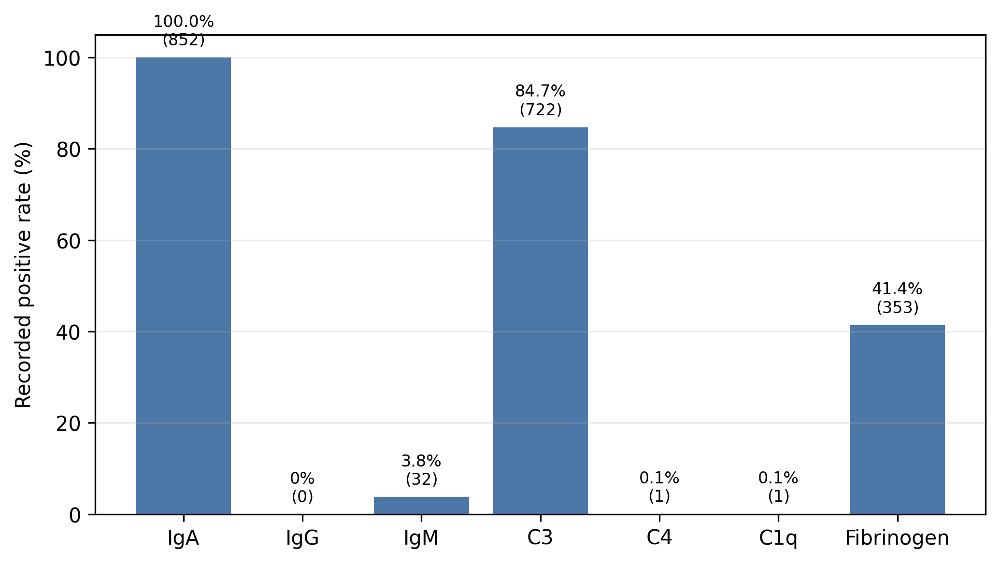 100.0%
(852)
84.7%
(722)
41.4%
(353)
3.8%
(32)
0%
(0)
0.1%
(1)
0.1%
(1)
100
80
60
40
20
0
Recorded positive rate (%)
IgA
IgG
IgM
C3
C4
C1q
Fibrinogen